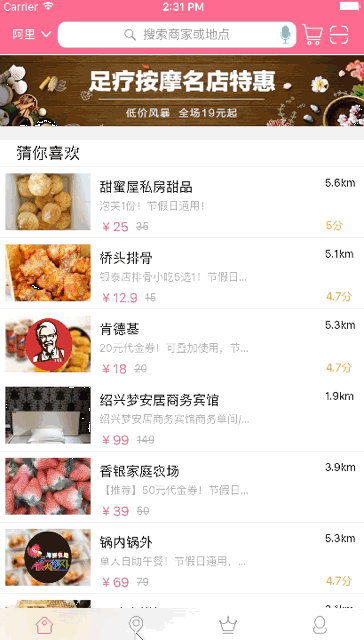 Carrier 2:31 PM
阿里 搜索商家或地点
足疗按摩名店特惠
低价风暴 全场19元起
猜你喜欢
甜蜜屋私房甜品 5.6km
泡芙1份！节假日通用！
￥25 35 5分
桥头排骨 5.1km
银泰店排骨小吃5选1！节假日...
￥12.9 15 4.7分
肯德基 5.3km
20元代金券！可叠加使用，节...
￥18 20 4.7分
绍兴梦安居商务宾馆 1.9km
绍兴梦安居商务宾馆商务单间/...
￥99 149
香银家庭农场 3.9km
【推荐】50元代金券！节假日...
￥39 50
锅内锅外 5.3km
单人自助午餐！节假日通用，...
￥69 79 4.7分